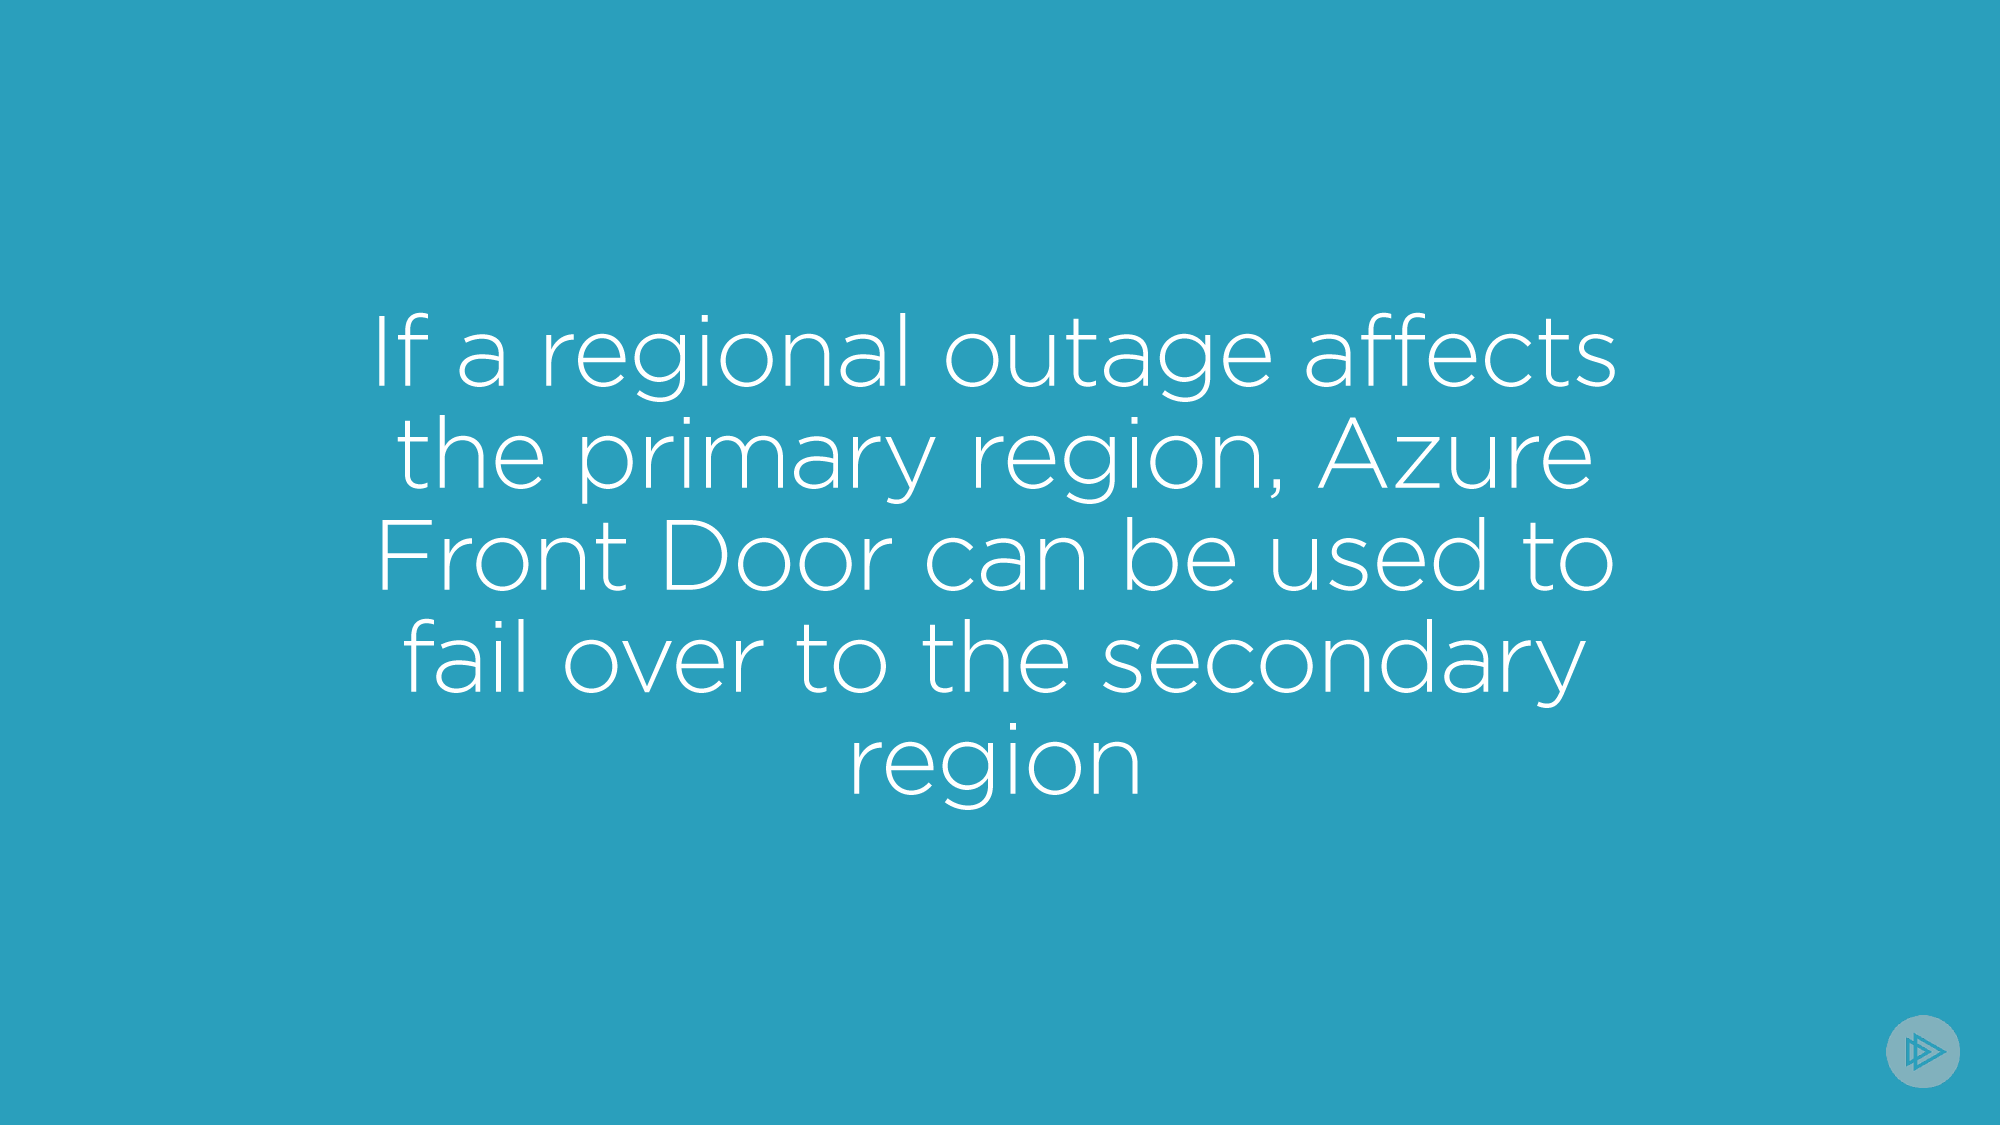 If a regional outage affects
the primary region, Azure
Front Door can be used to
fail over to the secondary
region